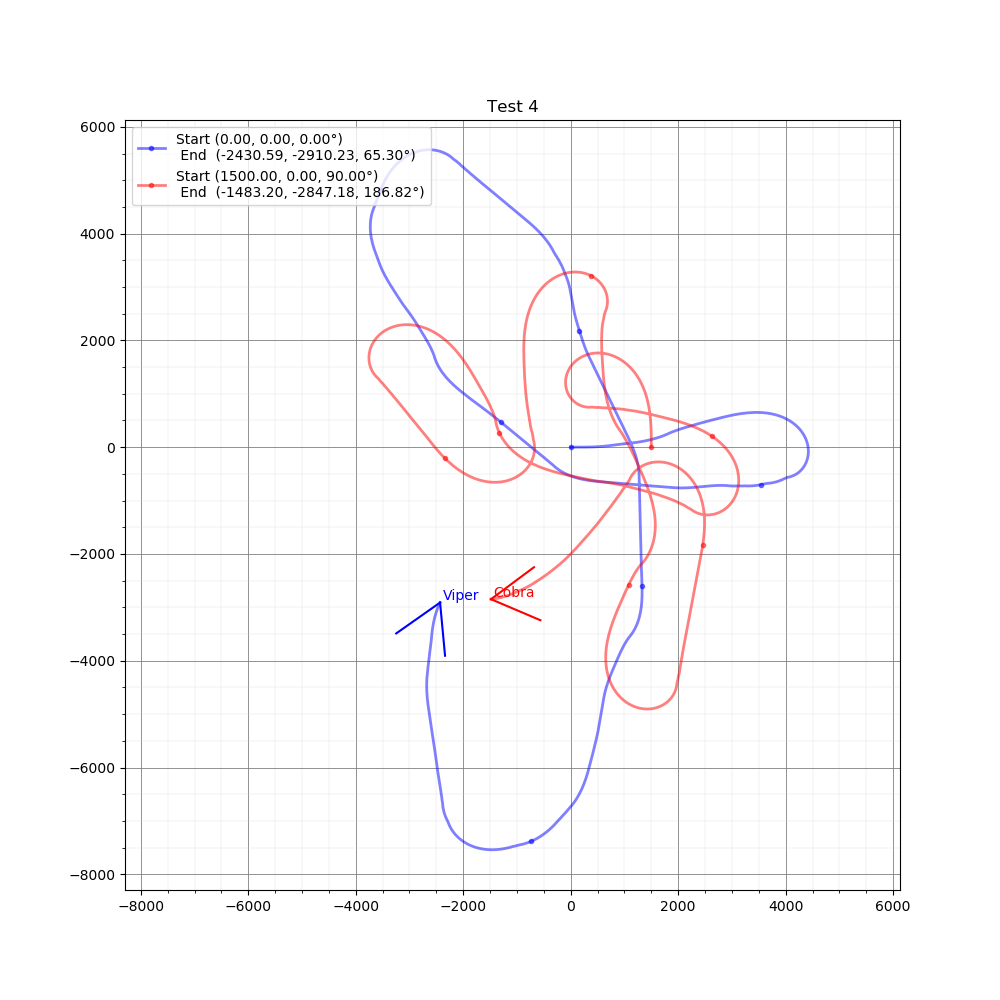 Test 4
Start (0.00, 0.00, 0.00°)
End  (-2430.59, -2910.23, 65.30°)
Start (1500.00, 0.00, 90.00°)
End  (-1483.20, -2847.18, 186.82°)
6000
4000
2000
0
−2000
−4000
−6000
−8000
Viper
Cobra
−8000 −6000 −4000 −2000 0 2000 4000 6000